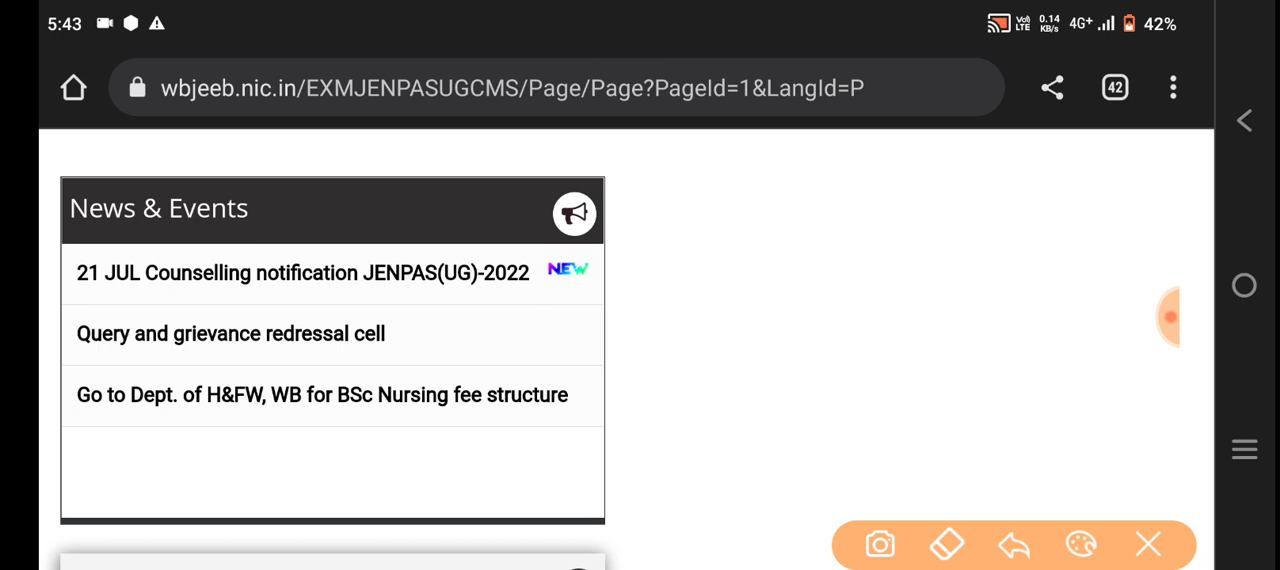 5:43
Vo) LTE 0.14 KB/s 4G+ 42%
wbjeeb.nic.in/EXMJENPASUGCMS/Page/Page?PageId=1&LangId=P
42
News & Events
21 JUL Counselling notification JENPAS(UG)-2022 NEW
Query and grievance redressal cell
Go to Dept. of H&FW, WB for BSc Nursing fee structure